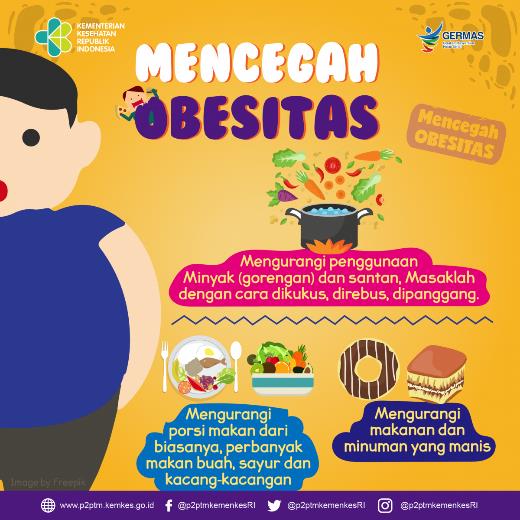 KEMENTERIAN
KESEHATAN
REPUBLIK
INDONESIA
GERMAS
MENCEGAH
OBESITAS
Mencegah
OBESITAS
Mengurangi penggunaan
Minyak (gorengan) dan santan, Masaklah
dengan cara dikukus, direbus, dipanggang.
Mengurangi
porsi makan dari
biasanya, perbanyak
makan buah, sayur dan
kacang-kacangan
Mengurangi
makanan dan
minuman yang manis
Image by Freepik
www.p2ptm.kemkes.go.id
@p2ptmkemenkesRI
@p2ptmkemenkesRI
@p2ptmkemenkesRI